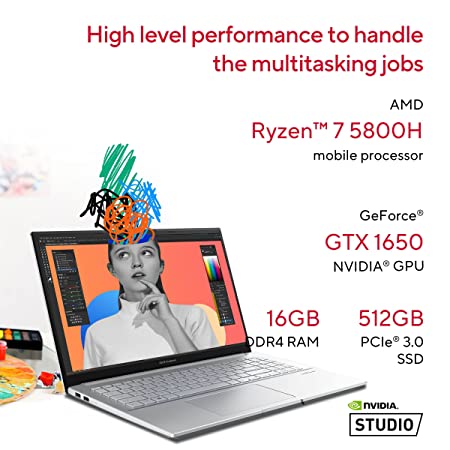 High level performance to handle
the multitasking jobs
AMD
Ryzen™ 7 5800H
mobile processor
GeForce®
GTX 1650
NVIDIA® GPU
16GB
DDR4 RAM
512GB
PCIe® 3.0
SSD
NVIDIA.
STUDIO